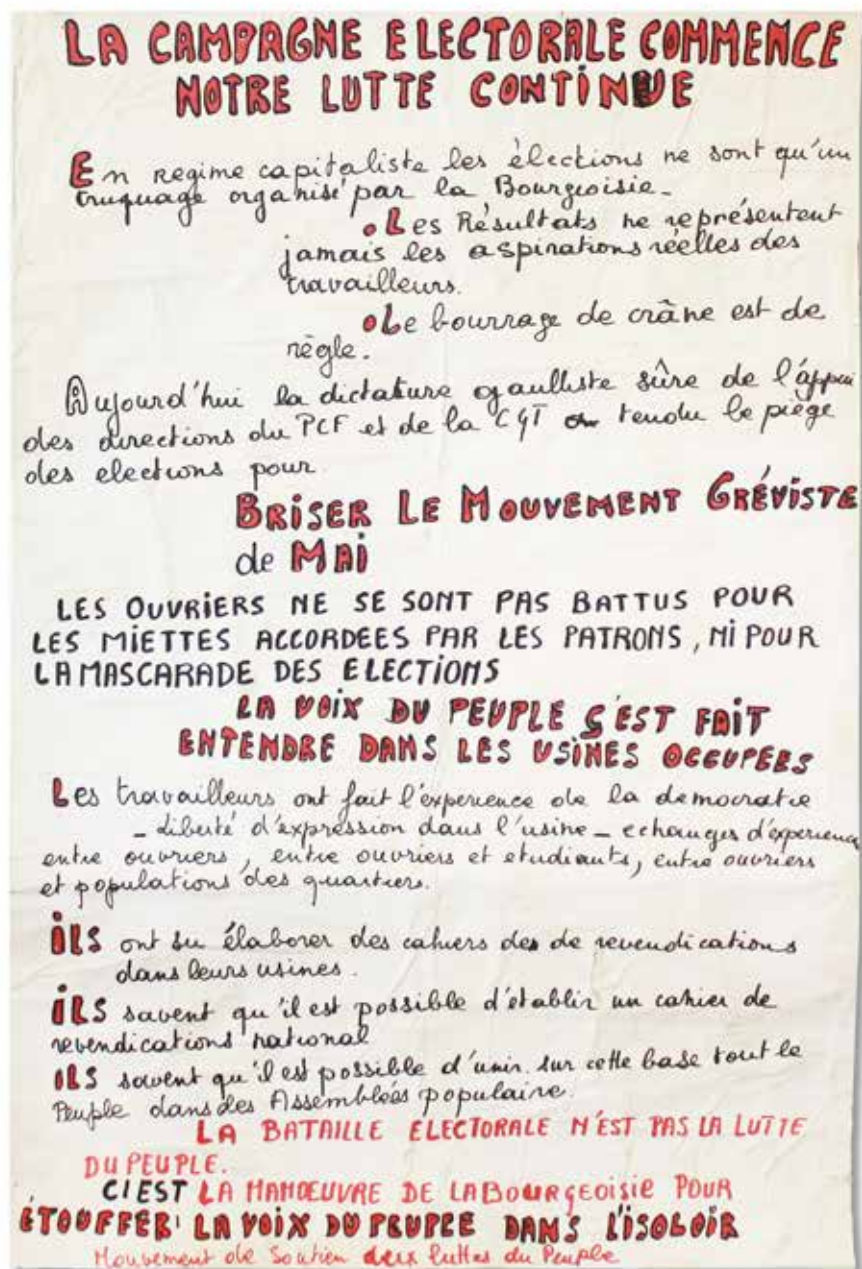 LA CAMPAGNE ELECTORALE COMMENCE
NOTRE LUTTE CONTINUE
En regime capitaliste les élections ne sont qu'un
truquage organisé par la Bourgeoisie_
• Les Résultats ne représentent
jamais les aspirations réelles des
travailleurs.
• Le bourrage de crâne est de
règle.
Aujourd'hui la dictature gaulliste sûre de l'appui
des directions du PCF et de la CGT a tendu le piège
des elections pour
BRISER LE MOUVEMENT GRÉVISTE
de MAI
LES OUVRIERS NE SE SONT PAS BATTUS POUR
LES MIETTES ACCORDEES PAR LES PATRONS, NI POUR
LA MASCARADE DES ELECTIONS
LA VOIX DU PEUPLE S'EST FAIT
ENTENDRE DANS LES USINES OCCUPEES
Les travailleurs ont fait l'experience de la democratie
_ liberté d'expression dans l'usine _ echanges d'experience
entre ouvriers, entre ouvriers et etudiants, entre ouvriers
et populations des quartiers.
ILS ont su élaborer des cahiers des de revendications
dans leurs usines.
ILS savent qu'il est possible d'établir un cahier de
revendications national
ILS savent qu'il est possible d'unir sur cette base tout le
Peuple dans des Assemblées populaire.
LA BATAILLE ELECTORALE N'EST PAS LA LUTTE
DU PEUPLE.
C'EST LA MANOEUVRE DE LA BOURGEOISIE POUR
ÉTOUFFER LA VOIX DU PEUPLE DANS L'ISOLOIR
Mouvement de Soutien aux luttes du Peuple